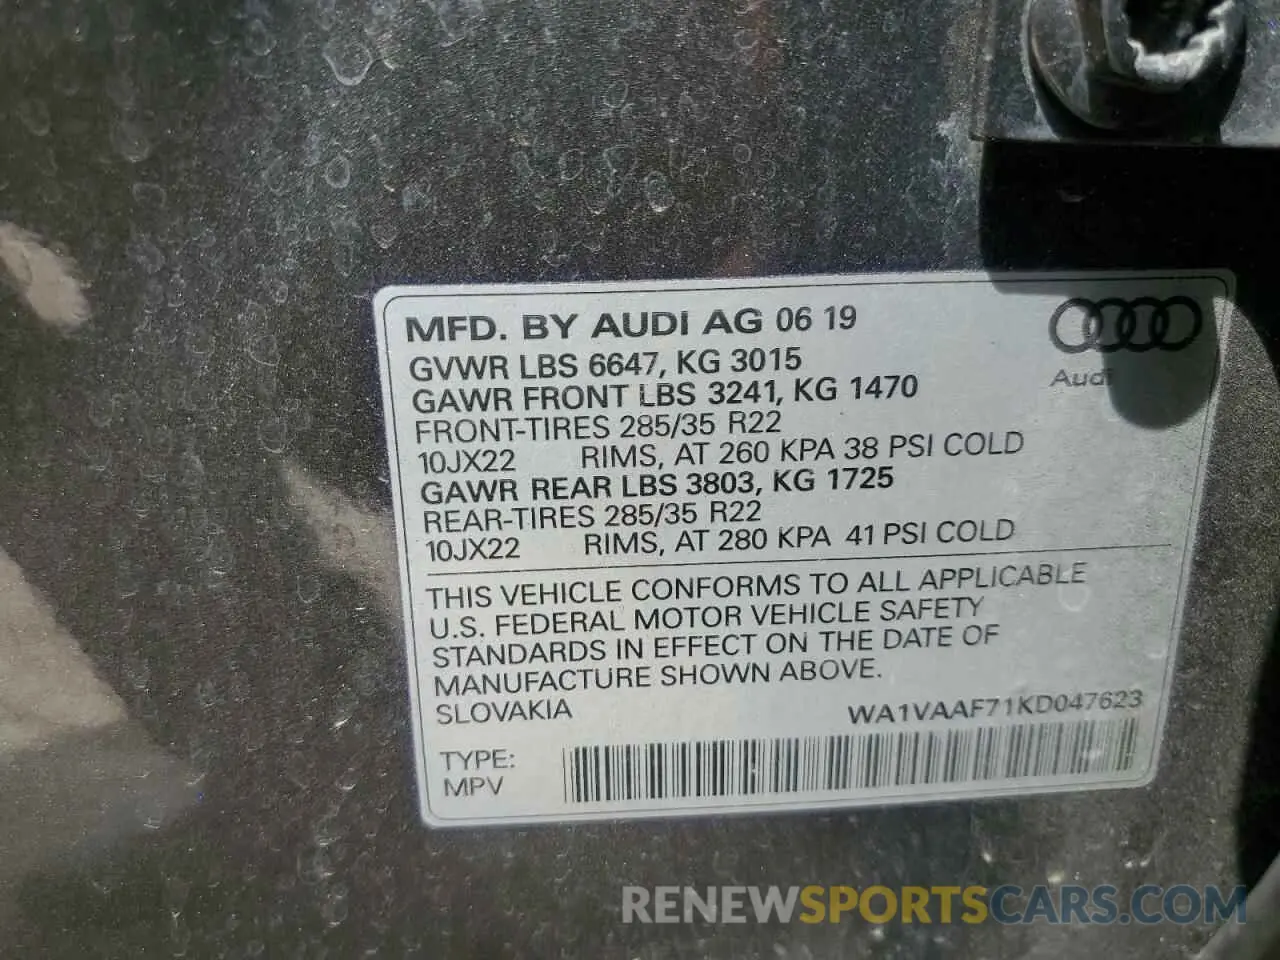 MFD. BY AUDI AG 06 19
GVWR LBS 6647, KG 3015
GAWR FRONT LBS 3241, KG 1470
FRONT-TIRES 285/35 R22
10JX22 RIMS, AT 260 KPA 38 PSI COLD
GAWR REAR LBS 3803, KG 1725
REAR-TIRES 285/35 R22
10JX22 RIMS, AT 280 KPA 41 PSI COLD
Audi
THIS VEHICLE CONFORMS TO ALL APPLICABLE
U.S. FEDERAL MOTOR VEHICLE SAFETY
STANDARDS IN EFFECT ON THE DATE OF
MANUFACTURE SHOWN ABOVE.
SLOVAKIA WA1VAAF71KD047623
TYPE:
MPV
RENEWSPORTSCARS.COM